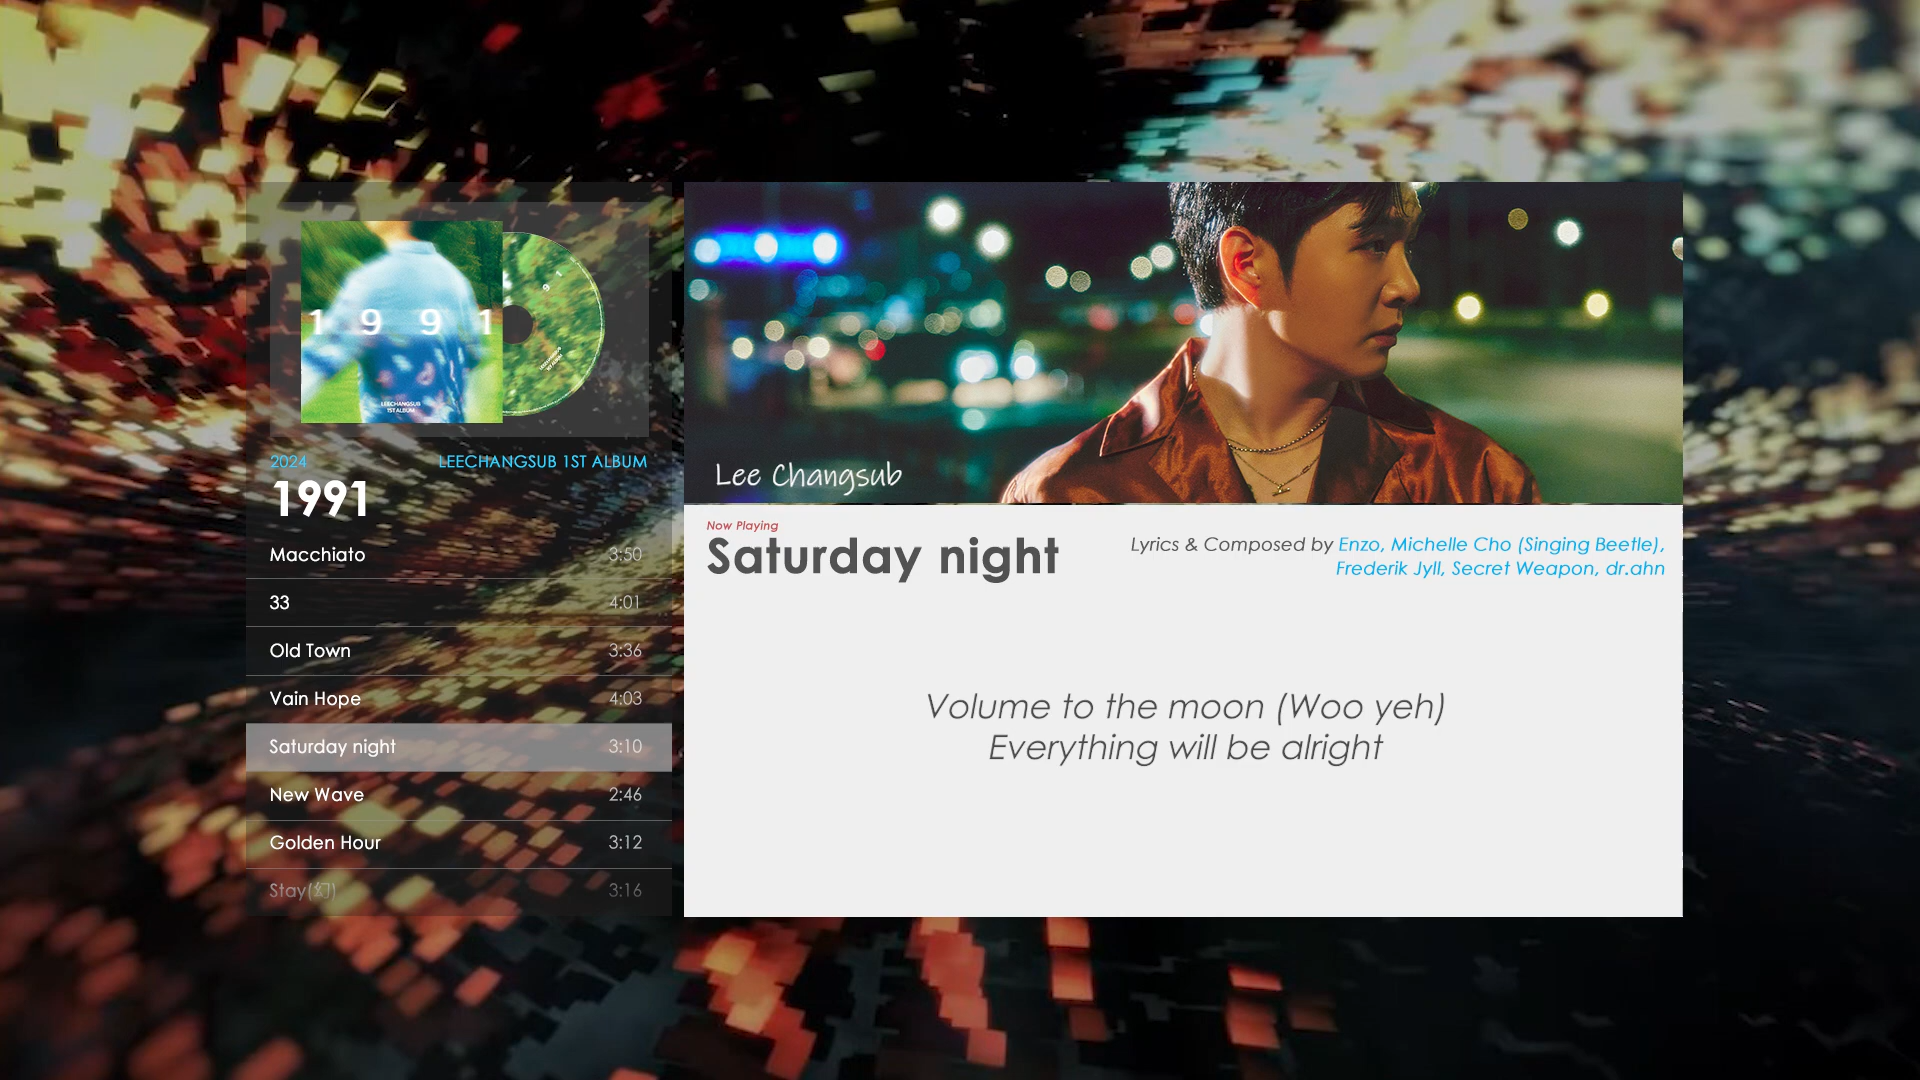 1 9 9 1
LEECHANGSUB
1ST ALBUM
2024
LEECHANGSUB 1ST ALBUM
1991
Macchiato 3:50
33 4:01
Old Town 3:36
Vain Hope 4:03
Saturday night 3:10
New Wave 2:46
Golden Hour 3:12
Stay(幻) 3:16
Lee Changsub
Now Playing
Saturday night
Lyrics & Composed by Enzo, Michelle Cho (Singing Beetle),
Frederik Jyll, Secret Weapon, dr.ahn
Volume to the moon (Woo yeh)
Everything will be alright